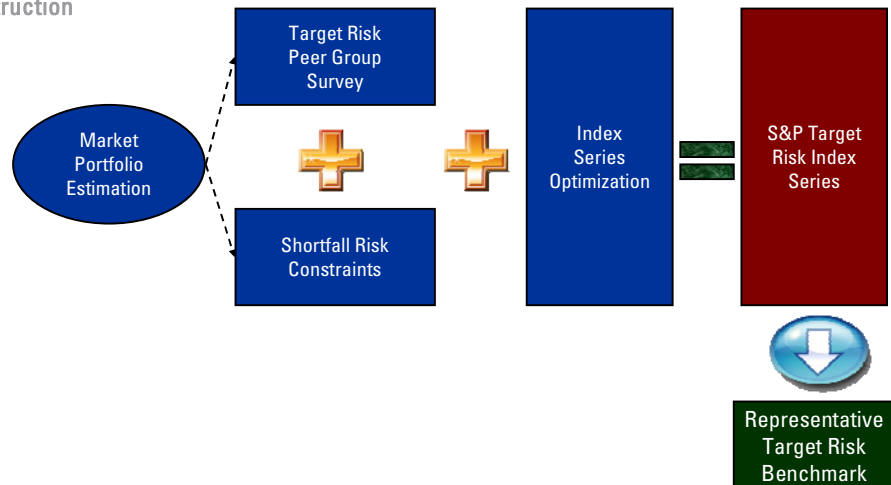 truction
Target Risk
Peer Group
Survey
Market
Portfolio
Estimation
Index
Series
Optimization
S&P Target
Risk Index
Series
Shortfall Risk
Constraints
Representative
Target Risk
Benchmark